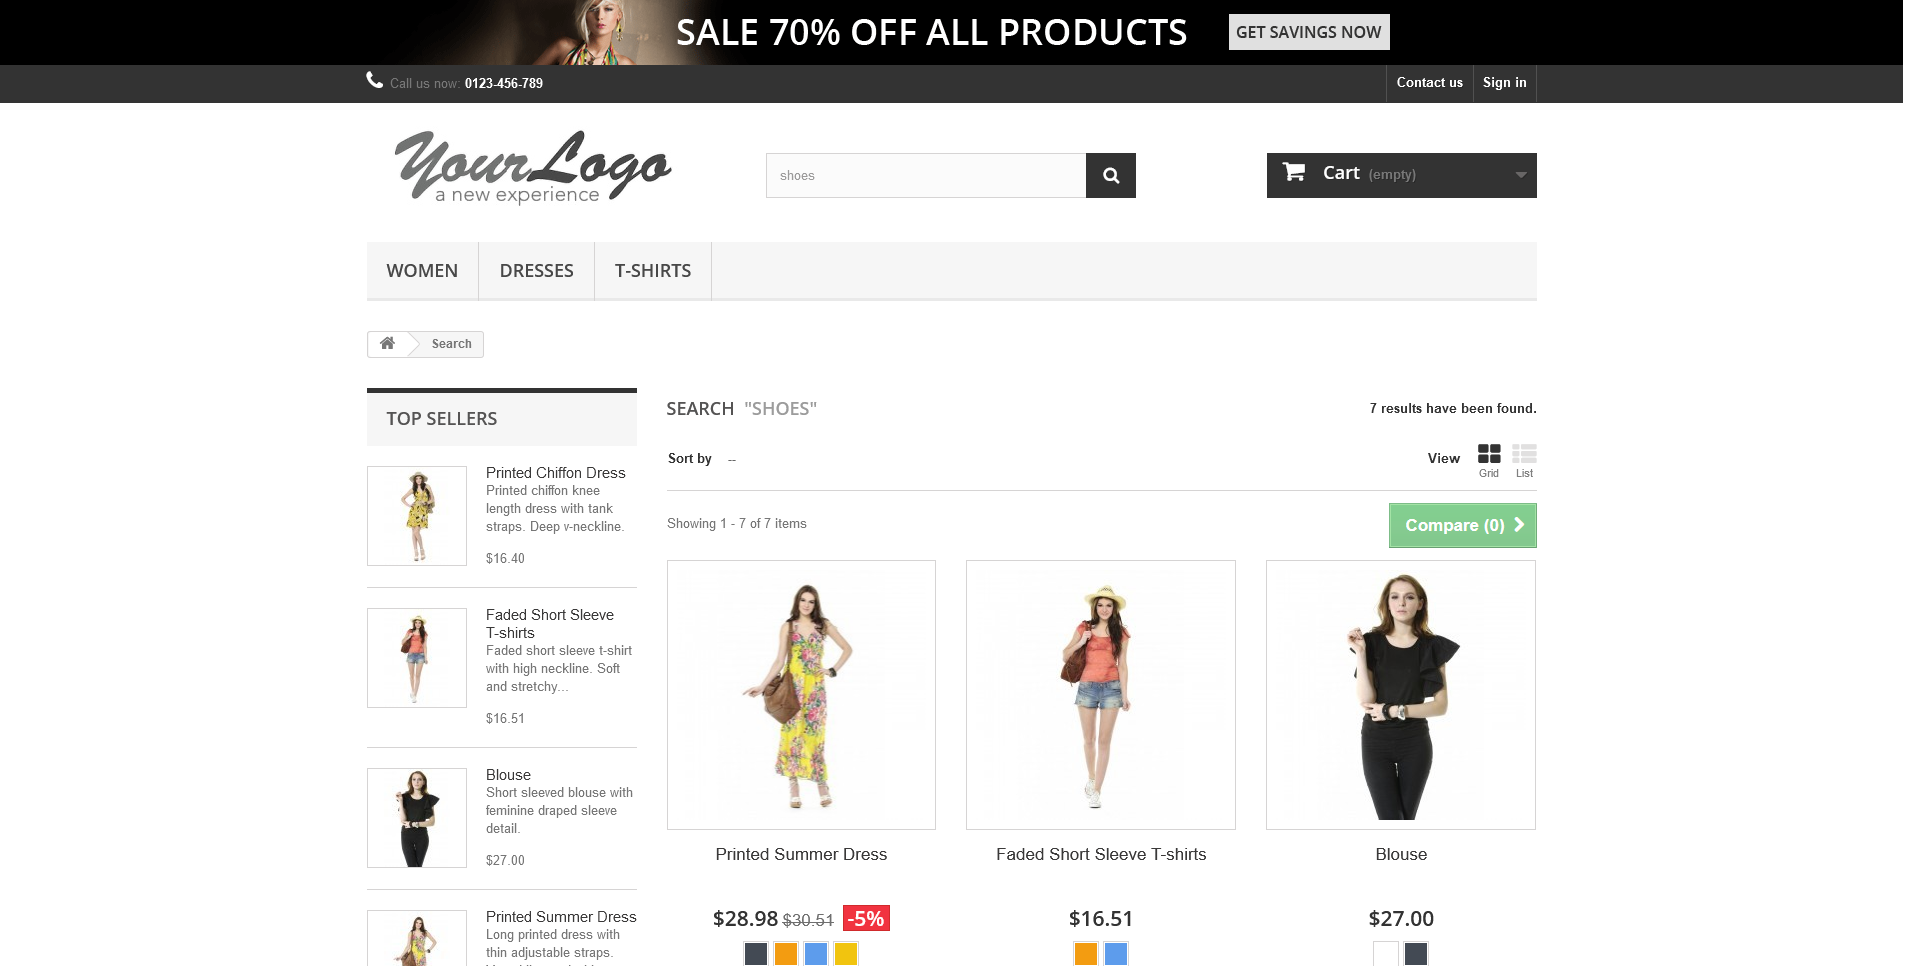 SALE 70% OFF ALL PRODUCTS
GET SAVINGS NOW
Call us now: 0123-456-789
Contact us
Sign in
YourLogo
a new experience
shoes
Cart (empty)
WOMEN
DRESSES
T-SHIRTS
Search
TOP SELLERS
Printed Chiffon Dress
Printed chiffon knee
length dress with tank
straps. Deep v-neckline.
$16.40
Faded Short Sleeve
T-shirts
Faded short sleeve t-shirt
with high neckline. Soft
and stretchy...
$16.51
Blouse
Short sleeved blouse with
feminine draped sleeve
detail.
$27.00
Printed Summer Dress
Long printed dress with
thin adjustable straps.
SEARCH "SHOES"
7 results have been found.
Sort by --
View
Grid
List
Showing 1 - 7 of 7 items
Compare (0)
Printed Summer Dress
$28.98 $30.51 -5%
Faded Short Sleeve T-shirts
$16.51
Blouse
$27.00